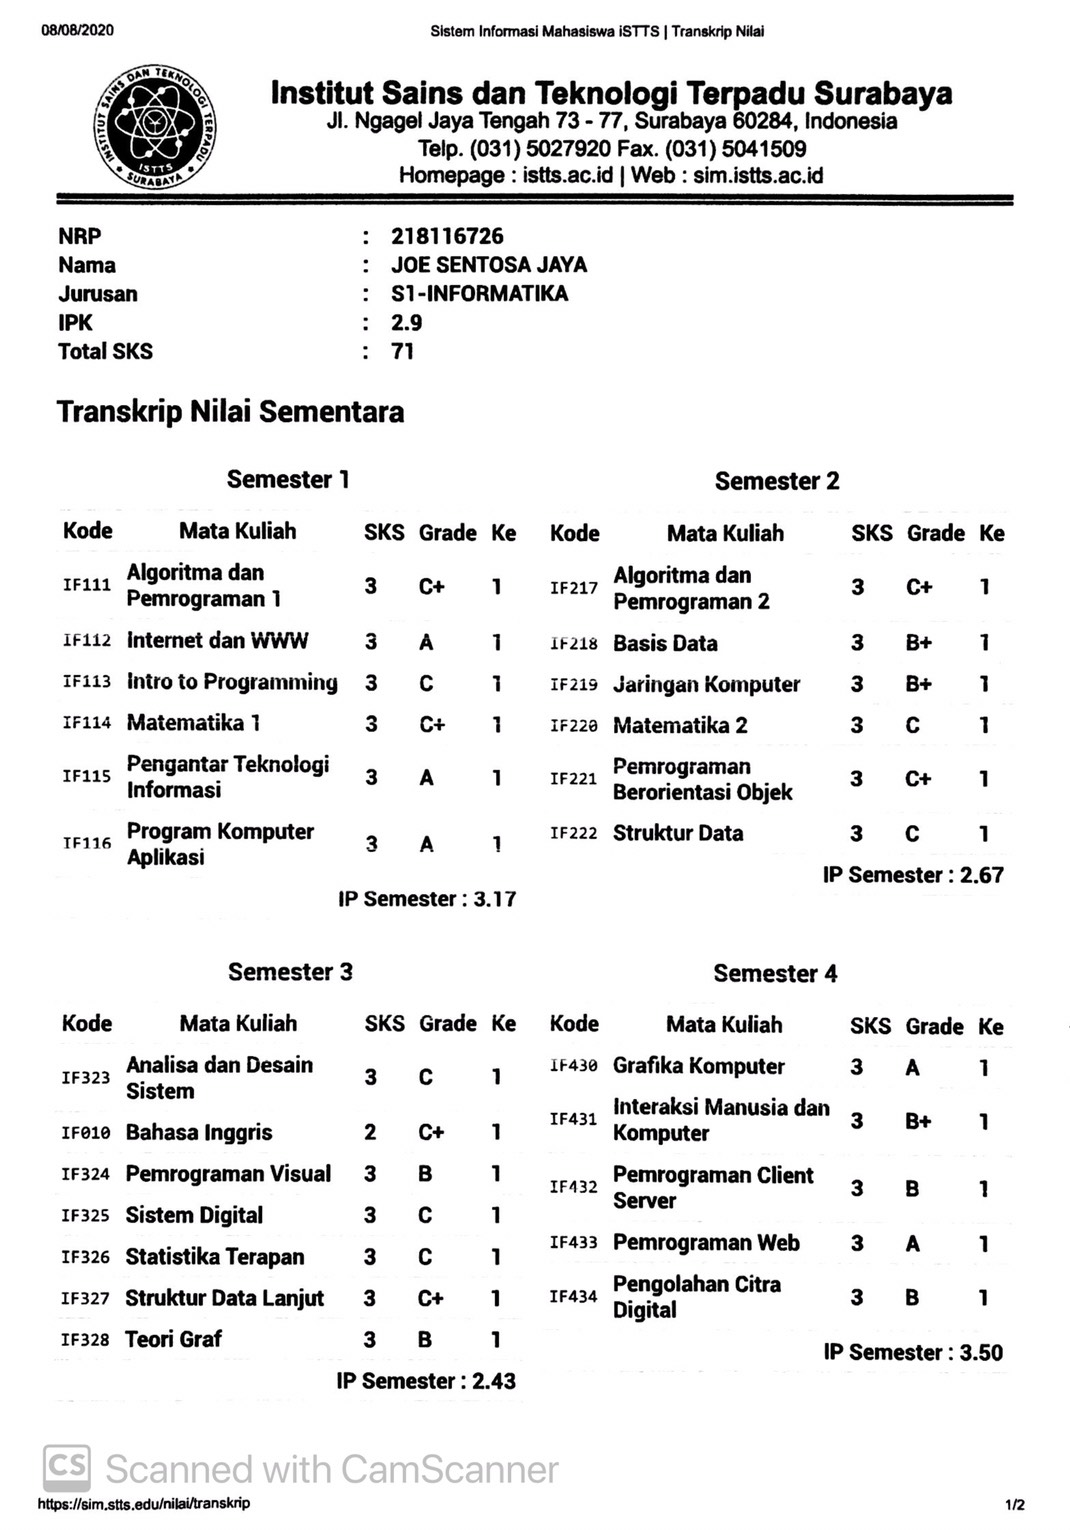 08/08/2020 Sistem Informasi Mahasiswa iSTTS | Transkrip Nilai
INSTITUT SAINS DAN TEKNOLOGI TERPADU
ISTTS
SURABAYA
Institut Sains dan Teknologi Terpadu Surabaya
Jl. Ngagel Jaya Tengah 73 - 77, Surabaya 60284, Indonesia
Telp. (031) 5027920 Fax. (031) 5041509
Homepage : istts.ac.id | Web : sim.istts.ac.id
NRP : 218116726
Nama : JOE SENTOSA JAYA
Jurusan : S1-INFORMATIKA
IPK : 2.9
Total SKS : 71
Transkrip Nilai Sementara
Semester 1
Kode Mata Kuliah SKS Grade Ke
IF111 Algoritma dan Pemrograman 1 3 C+ 1
IF112 Internet dan WWW 3 A 1
IF113 Intro to Programming 3 C 1
IF114 Matematika 1 3 C+ 1
IF115 Pengantar Teknologi Informasi 3 A 1
IF116 Program Komputer Aplikasi 3 A 1
IP Semester : 3.17
Semester 2
Kode Mata Kuliah SKS Grade Ke
IF217 Algoritma dan Pemrograman 2 3 C+ 1
IF218 Basis Data 3 B+ 1
IF219 Jaringan Komputer 3 B+ 1
IF220 Matematika 2 3 C 1
IF221 Pemrograman Berorientasi Objek 3 C+ 1
IF222 Struktur Data 3 C 1
IP Semester : 2.67
Semester 3
Kode Mata Kuliah SKS Grade Ke
IF323 Analisa dan Desain Sistem 3 C 1
IF010 Bahasa Inggris 2 C+ 1
IF324 Pemrograman Visual 3 B 1
IF325 Sistem Digital 3 C 1
IF326 Statistika Terapan 3 C 1
IF327 Struktur Data Lanjut 3 C+ 1
IF328 Teori Graf 3 B 1
IP Semester : 2.43
Semester 4
Kode Mata Kuliah SKS Grade Ke
IF430 Grafika Komputer 3 A 1
IF431 Interaksi Manusia dan Komputer 3 B+ 1
IF432 Pemrograman Client Server 3 B 1
IF433 Pemrograman Web 3 A 1
IF434 Pengolahan Citra Digital 3 B 1
IP Semester : 3.50
CS Scanned with CamScanner
https://sim.stts.edu/nilai/transkrip 1/2